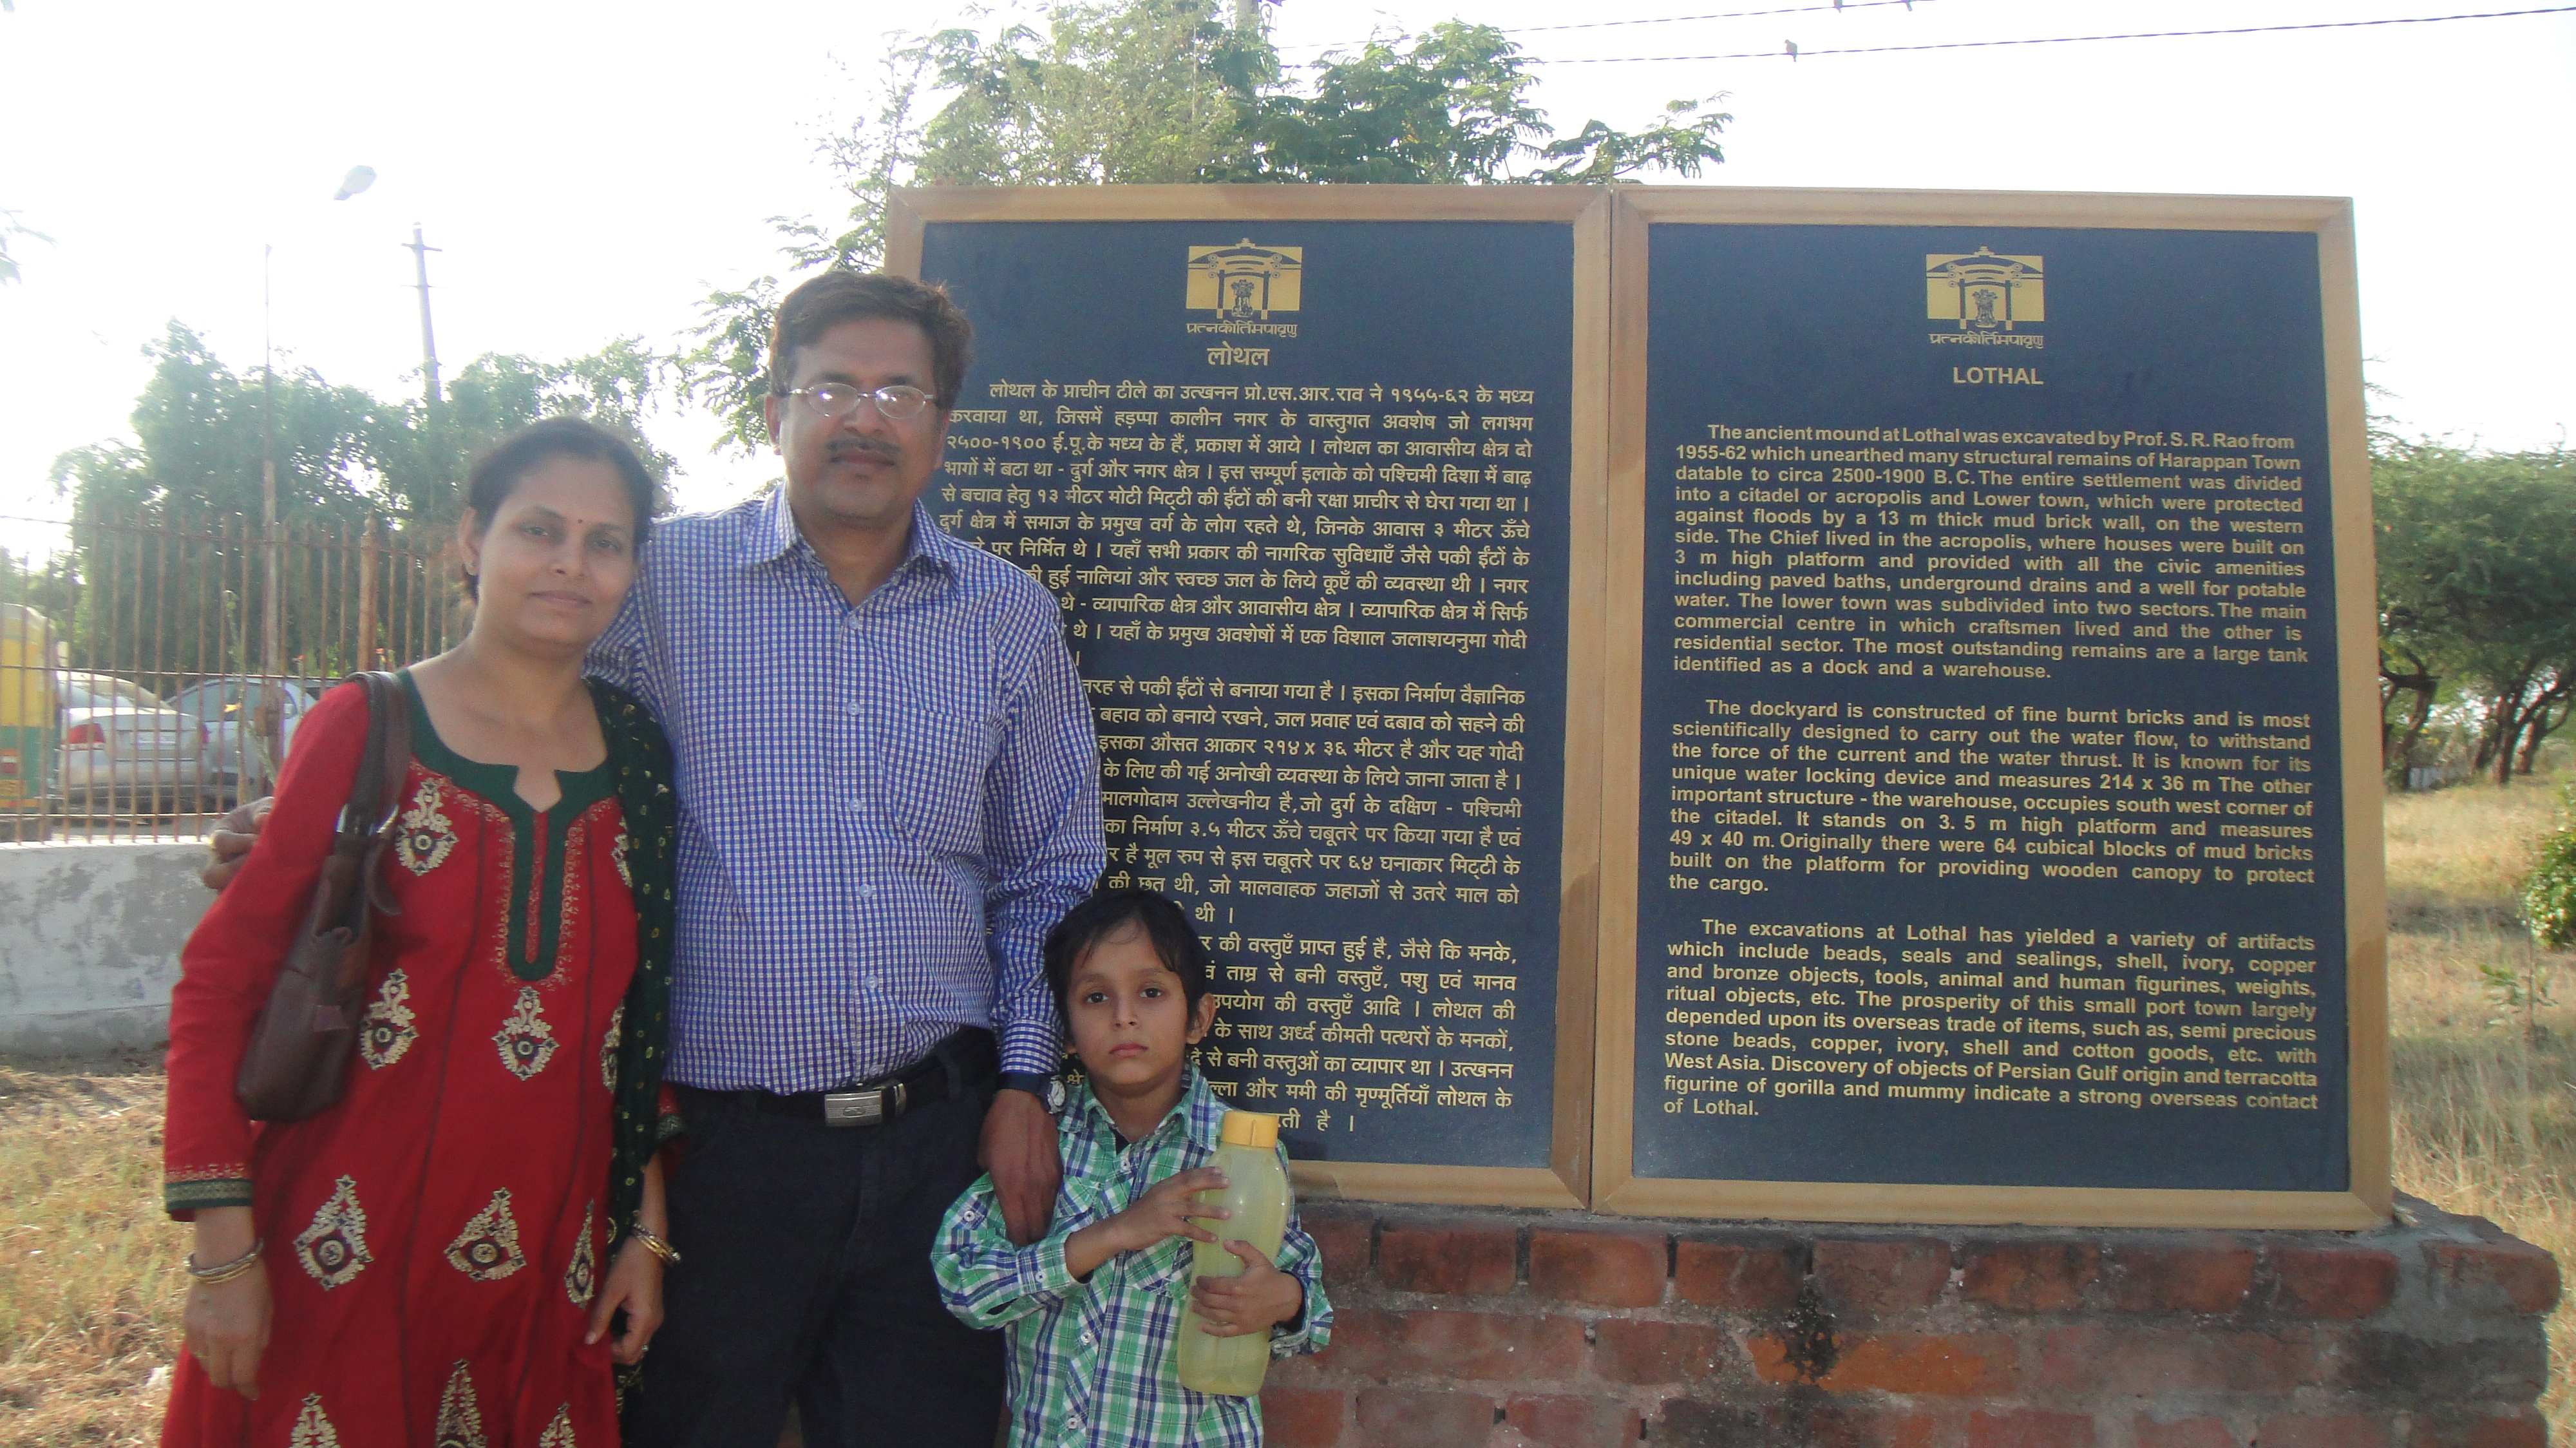 प्रत्नकीर्तिमपावृणु
लोथल
लोथल के प्राचीन टीले का उत्खनन प्रो.एस.आर.राव ने १९५५-६२ के मध्य
करवाया था, जिसमें हड़प्पा कालीन नगर के वास्तुगत अवशेष जो लगभग
२५००-१९०० ई.पू.के मध्य के हैं, प्रकाश में आये । लोथल का आवासीय क्षेत्र दो
भागों में बटा था - दुर्ग और नगर क्षेत्र । इस सम्पूर्ण इलाके को पश्चिमी दिशा में बाढ़
से बचाव हेतु १३ मीटर मोटी मिट्टी की ईंटों की बनी रक्षा प्राचीर से घेरा गया था ।
दुर्ग क्षेत्र में समाज के प्रमुख वर्ग के लोग रहते थे, जिनके आवास ३ मीटर ऊँचे
पर निर्मित थे । यहाँ सभी प्रकार की नागरिक सुविधाएँ जैसे पकी ईंटों के
हुई नालियां और स्वच्छ जल के लिये कूएँ की व्यवस्था थी । नगर
थे - व्यापारिक क्षेत्र और आवासीय क्षेत्र । व्यापारिक क्षेत्र में सिर्फ
थे । यहाँ के प्रमुख अवशेषों में एक विशाल जलाशयनुमा गोदी
।
से पकी ईंटों से बनाया गया है । इसका निर्माण वैज्ञानिक
बहाव को बनाये रखने, जल प्रवाह एवं दबाव को सहने की
इसका औसत आकार २१४ x ३६ मीटर है और यह गोदी
के लिए की गई अनोखी व्यवस्था के लिये जाना जाता है ।
मालगोदाम उल्लेखनीय है,जो दुर्ग के दक्षिण - पश्चिमी
का निर्माण ३.५ मीटर ऊँचे चबूतरे पर किया गया है एवं
है मूल रुप से इस चबूतरे पर ६४ घनाकार मिट्टी के
की छत थी, जो मालवाहक जहाजों से उतरे माल को
थी ।
की वस्तुएँ प्राप्त हुई है, जैसे कि मनके,
ताम्र से बनी वस्तुएँ, पशु एवं मानव
उपयोग की वस्तुएँ आदि । लोथल की
के साथ अर्ध्द कीमती पत्थरों के मनकों,
से बनी वस्तुओं का व्यापार था । उत्खनन
और ममी की मृण्मूर्तियाँ लोथल के
है ।
प्रत्नकीर्तिमपावृणु
LOTHAL
The ancient mound at Lothal was excavated by Prof. S. R. Rao from
1955-62 which unearthed many structural remains of Harappan Town
datable to circa 2500-1900 B.C. The entire settlement was divided
into a citadel or acropolis and Lower town, which were protected
against floods by a 13 m thick mud brick wall, on the western
side. The Chief lived in the acropolis, where houses were built on
3 m high platform and provided with all the civic amenities
including paved baths, underground drains and a well for potable
water. The lower town was subdivided into two sectors. The main
commercial centre in which craftsmen lived and the other is
residential sector. The most outstanding remains are a large tank
identified as a dock and a warehouse.
The dockyard is constructed of fine burnt bricks and is most
scientifically designed to carry out the water flow, to withstand
the force of the current and the water thrust. It is known for its
unique water locking device and measures 214 x 36 m The other
important structure - the warehouse, occupies south west corner of
the citadel. It stands on 3. 5 m high platform and measures
49 x 40 m. Originally there were 64 cubical blocks of mud bricks
built on the platform for providing wooden canopy to protect
the cargo.
The excavations at Lothal has yielded a variety of artifacts
which include beads, seals and sealings, shell, ivory, copper
and bronze objects, tools, animal and human figurines, weights,
ritual objects, etc. The prosperity of this small port town largely
depended upon its overseas trade of items, such as, semi precious
stone beads, copper, ivory, shell and cotton goods, etc. with
West Asia. Discovery of objects of Persian Gulf origin and terracotta
figurine of gorilla and mummy indicate a strong overseas contact
of Lothal.